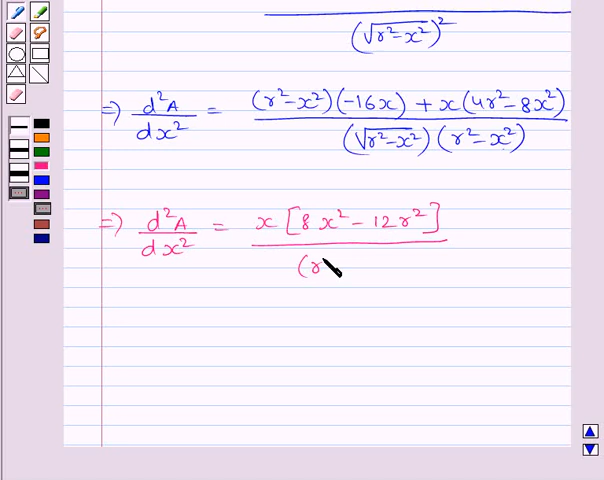 (√r²-x²)²
⇒ d²A/dx² = (r²-x²)(-16x) + x(4r²-8x²) / (√r²-x²)(r²-x²)
⇒ d²A/dx² = x[8x²-12r²] / (r